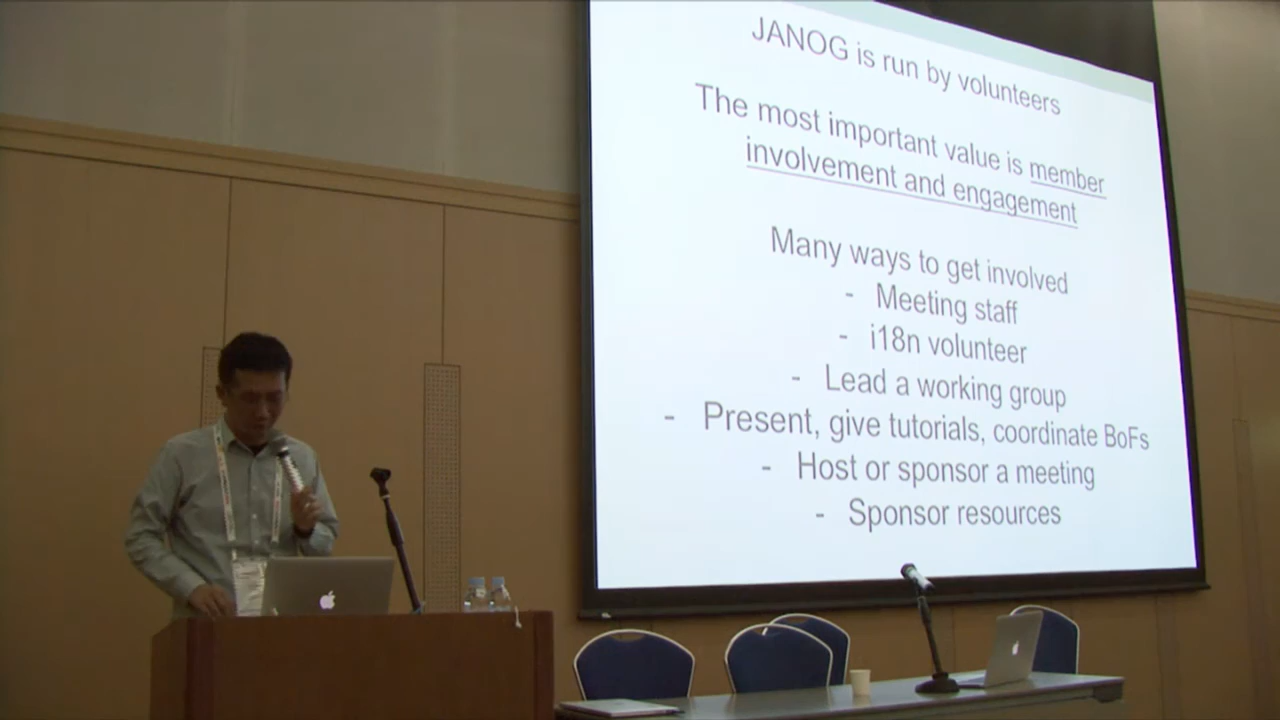 JANOG is run by volunteers
The most important value is member
involvement and engagement
Many ways to get involved
- Meeting staff
- i18n volunteer
- Lead a working group
- Present, give tutorials, coordinate BoFs
- Host or sponsor a meeting
- Sponsor resources